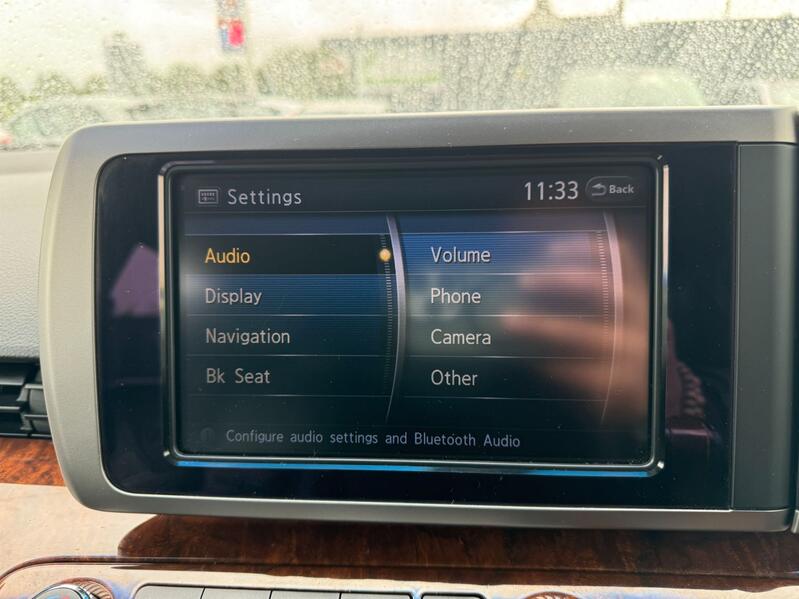 Settings
11:33
Back
Audio
Volume
Display
Phone
Navigation
Camera
Bk Seat
Other
Configure audio settings and Bluetooth Audio